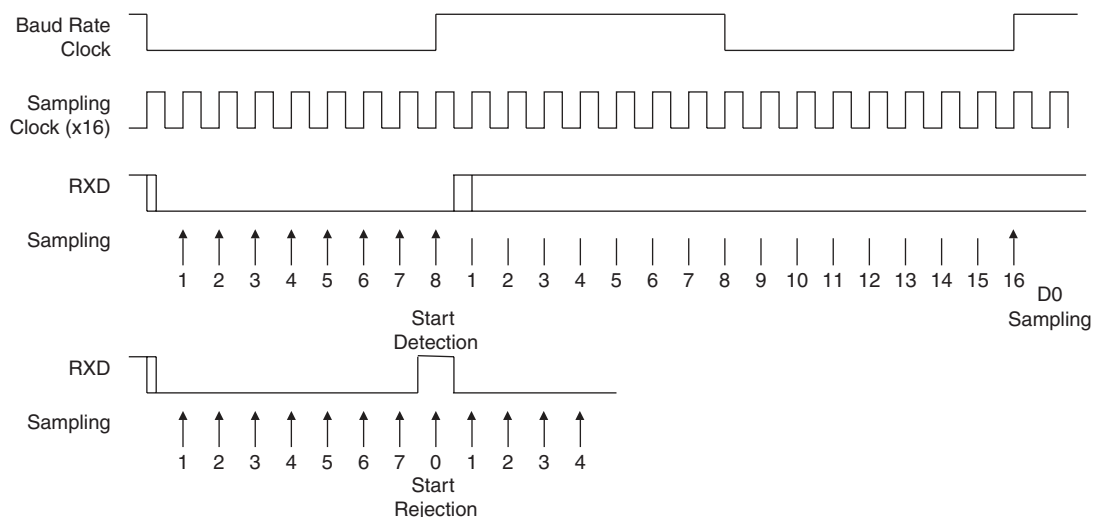 Baud Rate
Clock
Sampling
Clock (x16)
RXD
Sampling
1 2 3 4 5 6 7 8 1 2 3 4 5 6 7 8 9 10 11 12 13 14 15 16
D0
Sampling
Start
Detection
RXD
Sampling
1 2 3 4 5 6 7 0 1 2 3 4
Start
Rejection